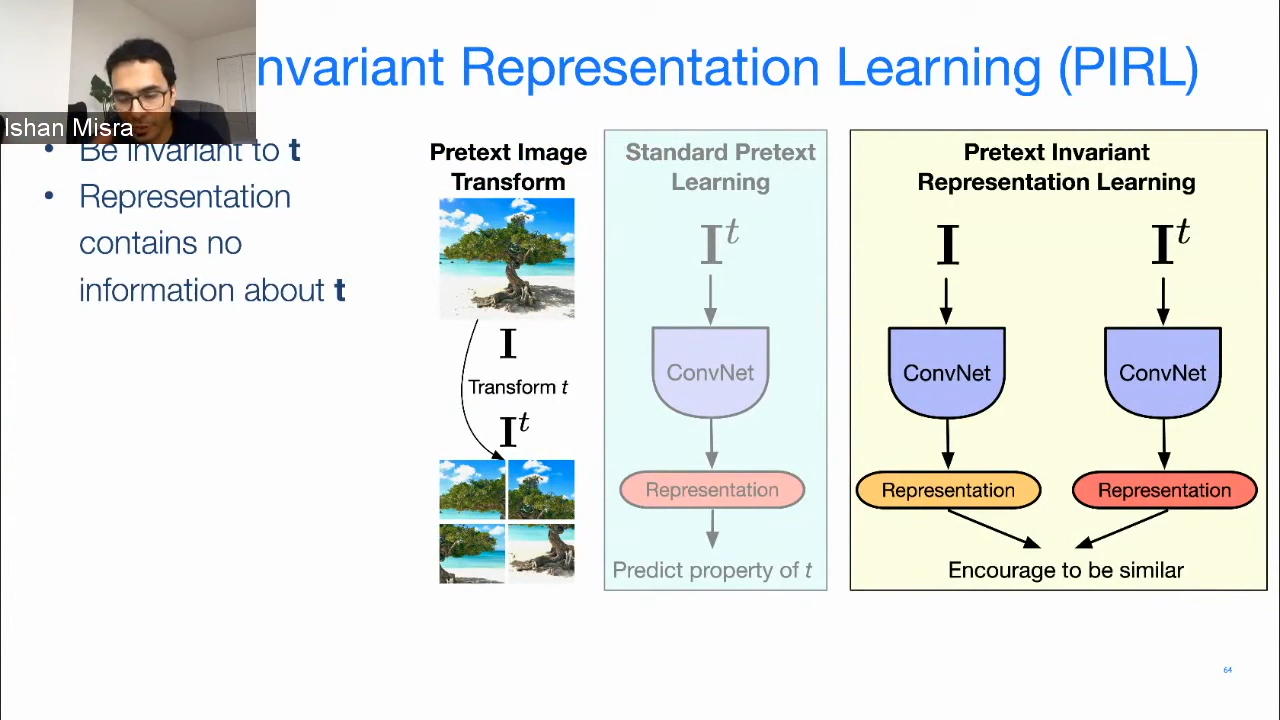 nvariant Representation Learning (PIRL)
Ishan Misra
• Be invariant to t
• Representation
contains no
information about t
Pretext Image
Transform
I
Transform t
I^t
Standard Pretext
Learning
I^t
ConvNet
Representation
Predict property of t
Pretext Invariant
Representation Learning
I I^t
ConvNet ConvNet
Representation Representation
Encourage to be similar
64